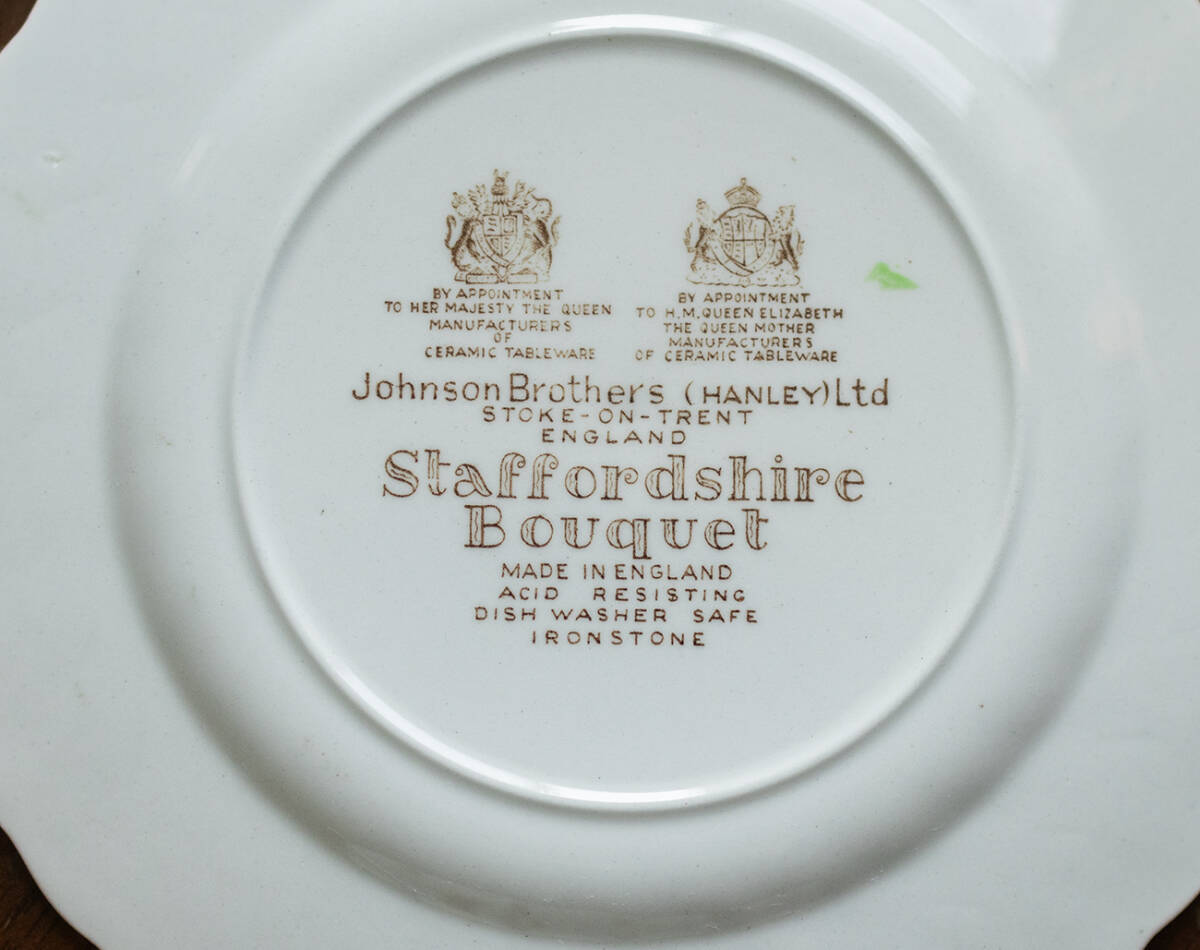 BY APPOINTMENT
TO HER MAJESTY THE QUEEN
MANUFACTURERS
OF
CERAMIC TABLEWARE
BY APPOINTMENT
TO H.M.QUEEN ELIZABETH
THE QUEEN MOTHER
MANUFACTURERS
OF CERAMIC TABLEWARE
Johnson Brothers (HANLEY) Ltd
STOKE-ON-TRENT
ENGLAND
Staffordshire
Bouquet
MADE IN ENGLAND
ACID RESISTING
DISH WASHER SAFE
IRONSTONE